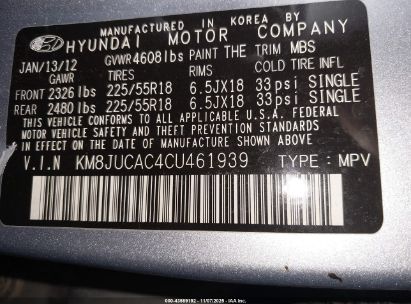 MANUFACTURED IN KOREA BY
HYUNDAI MOTOR COMPANY
JAN/13/12 GVWR4608lbs PAINT THE TRIM MBS
GAWR TIRES RIMS COLD TIRE INFL
FRONT 2326lbs 225/55R18 6.5JX18 33psi SINGLE
REAR 2480lbs 225/55R18 6.5JX18 33psi SINGLE
THIS VEHICLE CONFORMS TO ALL APPLICABLE U.S.A. FEDERAL
MOTOR VEHICLE SAFETY, BUMPER, AND THEFT PREVENTION
STANDARDS IN EFFECT ON THE DATE OF MANUFACTURE SHOWN ABOVE
V.I.N KM8JUCAC4CU461939 TYPE : MPV